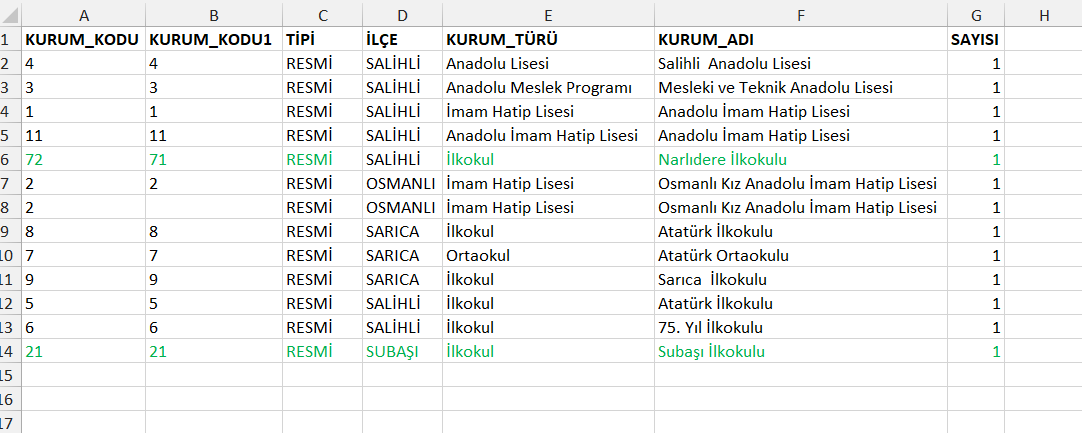 A B C D E F G H
1 KURUM_KODU KURUM_KODU1 TİPİ İLÇE KURUM_TÜRÜ KURUM_ADI SAYISI
2 4 4 RESMİ SALİHLİ Anadolu Lisesi Salihli Anadolu Lisesi 1
3 3 3 RESMİ SALİHLİ Anadolu Meslek Programı Mesleki ve Teknik Anadolu Lisesi 1
4 1 1 RESMİ SALİHLİ İmam Hatip Lisesi Anadolu İmam Hatip Lisesi 1
5 11 11 RESMİ SALİHLİ Anadolu İmam Hatip Lisesi Anadolu İmam Hatip Lisesi 1
6 72 71 RESMİ SALİHLİ İlkokul Narlıdere İlkokulu 1
7 2 2 RESMİ OSMANLI İmam Hatip Lisesi Osmanlı Kız Anadolu İmam Hatip Lisesi 1
8 2 RESMİ OSMANLI İmam Hatip Lisesi Osmanlı Kız Anadolu İmam Hatip Lisesi 1
9 8 8 RESMİ SARICA İlkokul Atatürk İlkokulu 1
10 7 7 RESMİ SARICA Ortaokul Atatürk Ortaokulu 1
11 9 9 RESMİ SARICA İlkokul Sarıca İlkokulu 1
12 5 5 RESMİ SALİHLİ İlkokul Atatürk İlkokulu 1
13 6 6 RESMİ SALİHLİ İlkokul 75. Yıl İlkokulu 1
14 21 21 RESMİ SUBAŞI İlkokul Subaşı İlkokulu 1
15
16
17